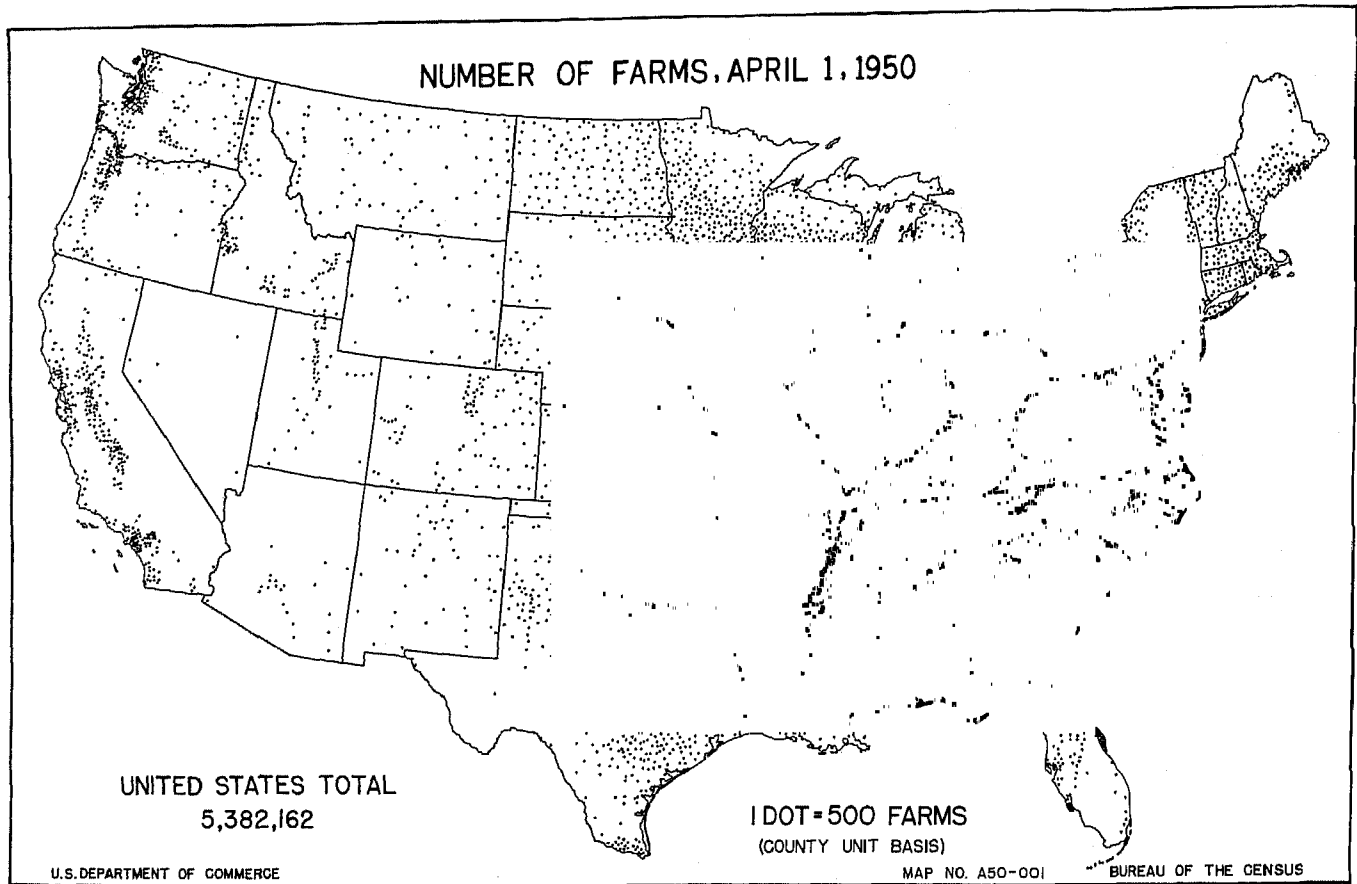 NUMBER OF FARMS, APRIL 1, 1950
UNITED STATES TOTAL
5,382,162
1 DOT = 500 FARMS
(COUNTY UNIT BASIS)
U.S. DEPARTMENT OF COMMERCE
MAP NO. A50-001
BUREAU OF THE CENSUS